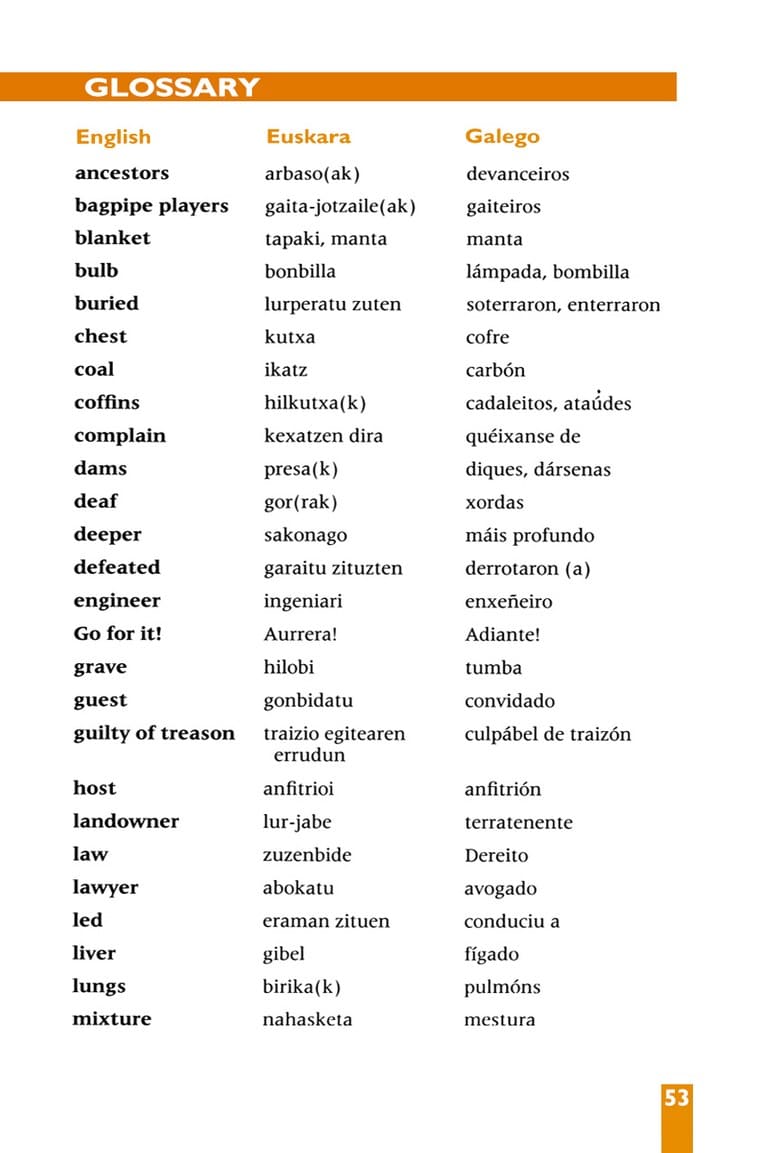 GLOSSARY
English Euskara Galego
ancestors arbaso(ak) devanceiros
bagpipe players gaita-jotzaile(ak) gaiteiros
blanket tapaki, manta manta
bulb bonbilla lámpada, bombilla
buried lurperatu zuten soterraron, enterraron
chest kutxa cofre
coal ikatz carbón
coffins hilkutxa(k) cadaleitos, ataúdes
complain kexatzen dira quéixanse de
dams presa(k) diques, dársenas
deaf gor(rak) xordas
deeper sakonago máis profundo
defeated garaitu zituzten derrotaron (a)
engineer ingeniari enxeñeiro
Go for it! Aurrera! Adiante!
grave hilobi tumba
guest gonbidatu convidado
guilty of treason traizio egitearen culpábel de traizón
errudun
host anfitrioi anfitrión
landowner lur-jabe terratenente
law zuzenbide Dereito
lawyer abokatu avogado
led eraman zituen conduciu a
liver gibel fígado
lungs birika(k) pulmóns
mixture nahasketa mestura
53